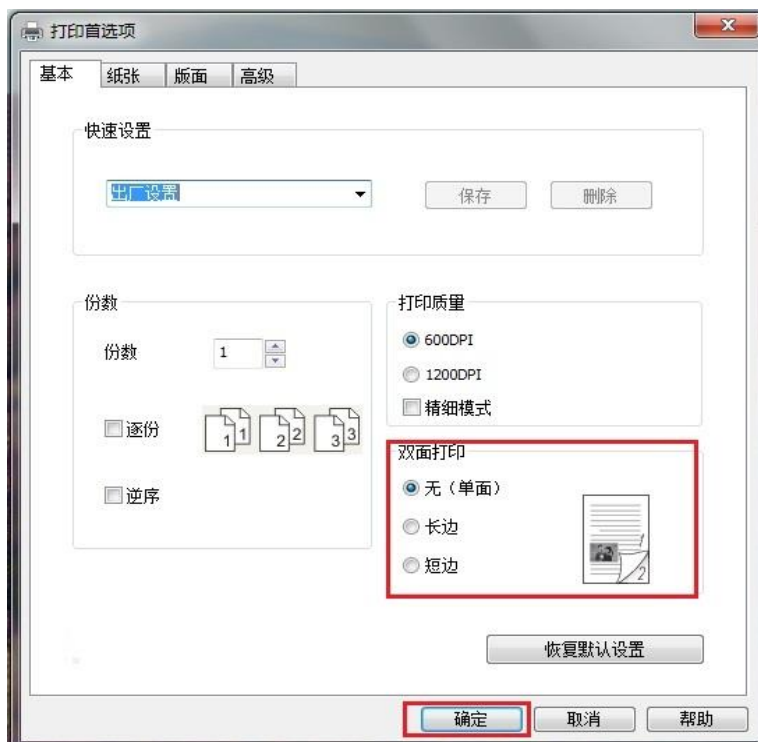 打印首选项
基本 纸张 版面 高级
快速设置
出厂设置 保存 删除
份数
份数 1
逐份 1 1 2 2 3 3
逆序
打印质量
600DPI
1200DPI
精细模式
双面打印
无（单面）
长边
短边
1
2
恢复默认设置
确定 取消 帮助